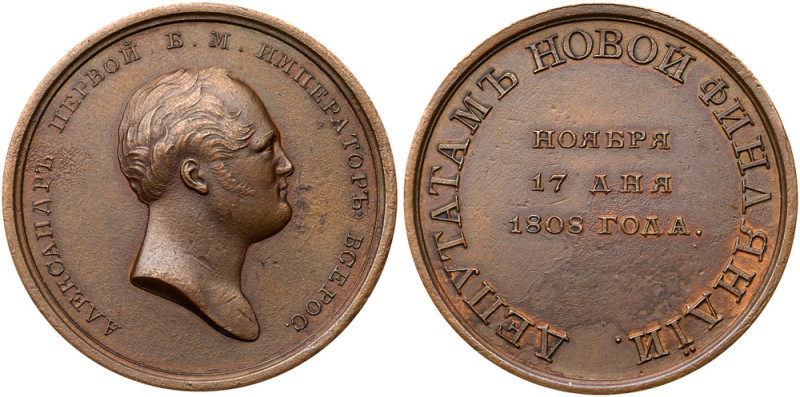 АЛЕКСАНДРЪ ПЕРВОЙ Б. М. ИМПЕРАТОРЪ ВСЕРОС.
ДЕПУТАТАМЪ НОВОЙ ФИНЛЯНДІИ.
НОЯБРЯ
17 ДНЯ
1808 ГОДА.